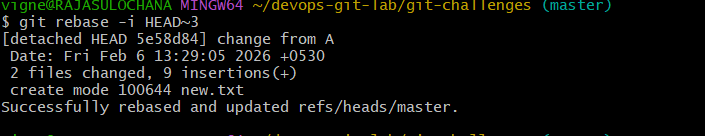 vigne@RAJASULOCHANA MINGW64 ~/devops-git-lab/git-challenges (master)
$ git rebase -i HEAD~3
[detached HEAD 5e58d84] change from A
 Date: Fri Feb 6 13:29:05 2026 +0530
 2 files changed, 9 insertions(+)
 create mode 100644 new.txt
Successfully rebased and updated refs/heads/master.